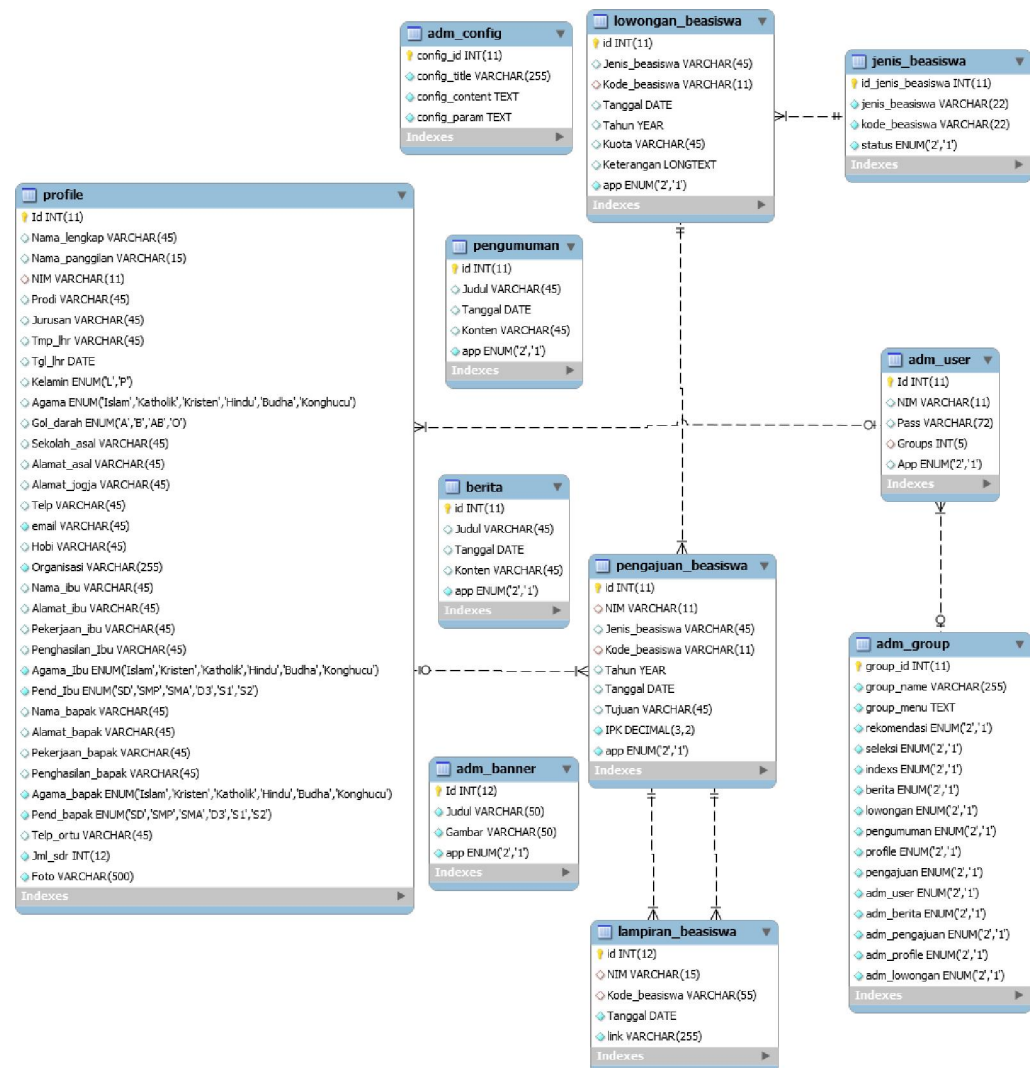 adm_config
config_id INT(11)
config_title VARCHAR(255)
config_content TEXT
config_param TEXT
Indexes
lowongan_beasiswa
id INT(11)
Jenis_beasiswa VARCHAR(45)
Kode_beasiswa VARCHAR(11)
Tanggal DATE
Tahun YEAR
Kuota VARCHAR(45)
Keterangan LONGTEXT
app ENUM('2','1')
Indexes
jenis_beasiswa
id_jenis_beasiswa INT(11)
jenis_beasiswa VARCHAR(22)
kode_beasiswa VARCHAR(22)
status ENUM('2','1')
Indexes
profile
Id INT(11)
Nama_lengkap VARCHAR(45)
Nama_panggilan VARCHAR(15)
NIM VARCHAR(11)
Prodi VARCHAR(45)
Jurusan VARCHAR(45)
Tmp_lhr VARCHAR(45)
Tgl_lhr DATE
Kelamin ENUM('L','P')
Agama ENUM('Islam','Katholik','Kristen','Hindu','Budha','Konghucu')
Gol_darah ENUM('A','B','AB','O')
Sekolah_asal VARCHAR(45)
Alamat_asal VARCHAR(45)
Alamat_jogja VARCHAR(45)
Telp VARCHAR(45)
email VARCHAR(45)
Hobi VARCHAR(45)
Organisasi VARCHAR(255)
Nama_ibu VARCHAR(45)
Alamat_ibu VARCHAR(45)
Pekerjaan_ibu VARCHAR(45)
Penghasilan_Ibu VARCHAR(45)
Agama_Ibu ENUM('Islam','Kristen','Katholik','Hindu','Budha','Konghucu')
Pend_Ibu ENUM('SD','SMP','SMA','D3','S1','S2')
Nama_bapak VARCHAR(45)
Alamat_bapak VARCHAR(45)
Pekerjaan_bapak VARCHAR(45)
Penghasilan_bapak VARCHAR(45)
Agama_bapak ENUM('Islam','Kristen','Katholik','Hindu','Budha','Konghucu')
Pend_bapak ENUM('SD','SMP','SMA','D3','S1','S2')
Telp_ortu VARCHAR(45)
Jml_sdr INT(12)
Foto VARCHAR(500)
Indexes
pengumuman
id INT(11)
Judul VARCHAR(45)
Tanggal DATE
Konten VARCHAR(45)
app ENUM('2','1')
Indexes
adm_user
Id INT(11)
NIM VARCHAR(11)
Pass VARCHAR(72)
Groups INT(5)
App ENUM('2','1')
Indexes
berita
id INT(11)
Judul VARCHAR(45)
Tanggal DATE
Konten VARCHAR(45)
app ENUM('2','1')
Indexes
pengajuan_beasiswa
id INT(11)
NIM VARCHAR(11)
Jenis_beasiswa VARCHAR(45)
Kode_beasiswa VARCHAR(11)
Tahun YEAR
Tanggal DATE
Tujuan VARCHAR(45)
IPK DECIMAL(3,2)
app ENUM('2','1')
Indexes
adm_group
group_id INT(11)
group_name VARCHAR(255)
group_menu TEXT
rekomendasi ENUM('2','1')
seleksi ENUM('2','1')
indexs ENUM('2','1')
berita ENUM('2','1')
lowongan ENUM('2','1')
pengumuman ENUM('2','1')
profile ENUM('2','1')
pengajuan ENUM('2','1')
adm_user ENUM('2','1')
adm_berita ENUM('2','1')
adm_pengajuan ENUM('2','1')
adm_profile ENUM('2','1')
adm_lowongan ENUM('2','1')
Indexes
adm_banner
Id INT(12)
Judul VARCHAR(50)
Gambar VARCHAR(50)
app ENUM('2','1')
Indexes
lampiran_beasiswa
id INT(12)
NIM VARCHAR(15)
Kode_beasiswa VARCHAR(55)
Tanggal DATE
link VARCHAR(255)
Indexes